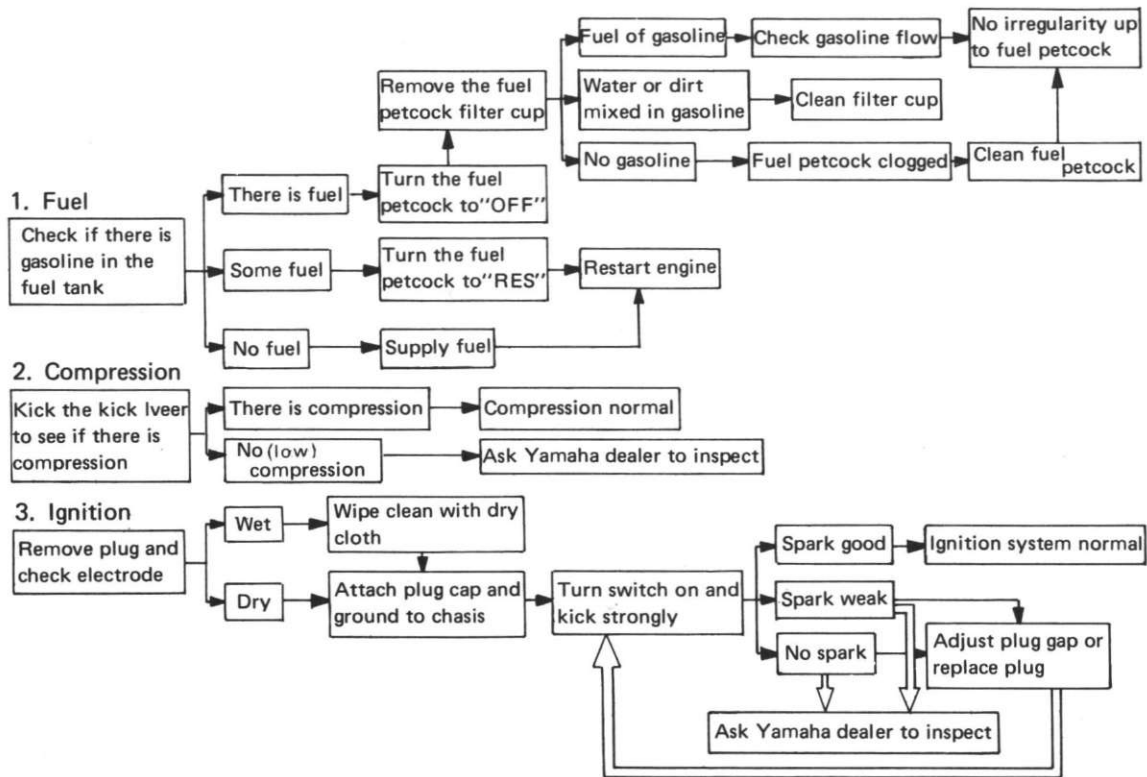 Fuel of gasoline
Check gasoline flow
No irregularity up
to fuel petcock
Remove the fuel
petcock filter cup
Water or dirt
mixed in gasoline
Clean filter cup
No gasoline
Fuel petcock clogged
Clean fuel
petcock
1. Fuel
Check if there is
gasoline in the
fuel tank
There is fuel
Turn the fuel
petcock to"OFF"
Some fuel
Turn the fuel
petcock to"RES"
Restart engine
No fuel
Supply fuel
2. Compression
Kick the kick lveer
to see if there is
compression
There is compression
Compression normal
No(low)
compression
Ask Yamaha dealer to inspect
3. Ignition
Remove plug and
check electrode
Wet
Wipe clean with dry
cloth
Dry
Attach plug cap and
ground to chasis
Turn switch on and
kick strongly
Spark good
Ignition system normal
Spark weak
No spark
Adjust plug gap or
replace plug
Ask Yamaha dealer to inspect